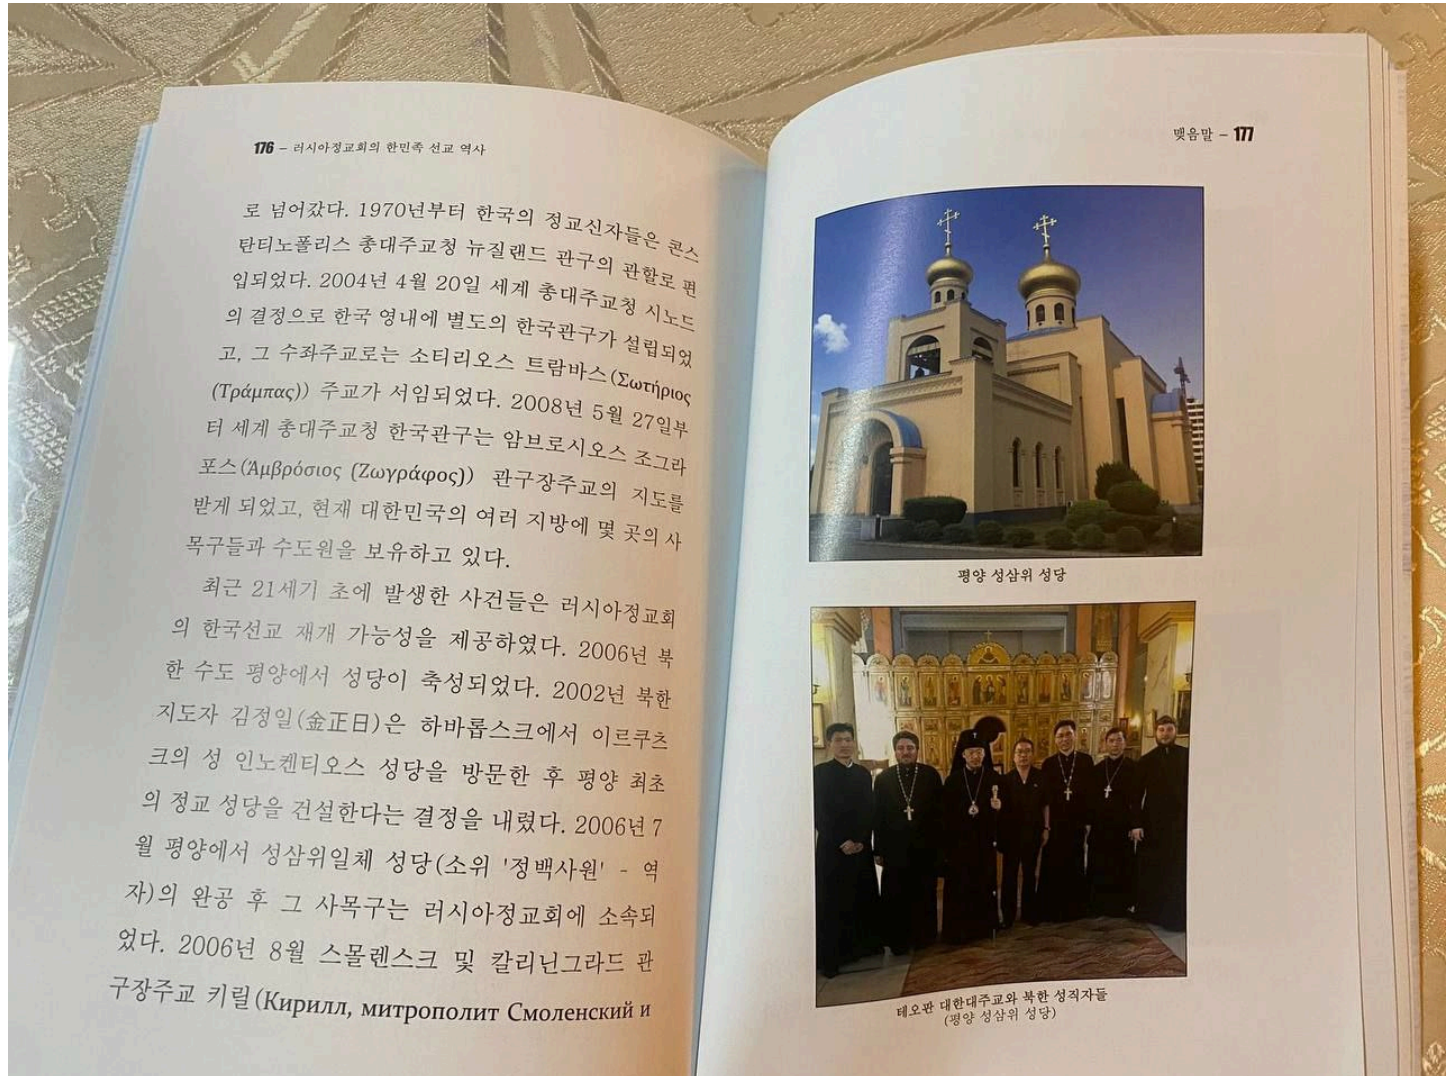 176 – 러시아정교회의 한민족 선교 역사
로 넘어갔다. 1970년부터 한국의 정교신자들은 콘스
탄티노폴리스 총대주교청 뉴질랜드 관구의 관할로 편
입되었다. 2004년 4월 20일 세계 총대주교청 시노드
의 결정으로 한국 영내에 별도의 한국관구가 설립되었
고, 그 수좌주교로는 소티리오스 트람바스(Σωτήριος
(Τράμπας)) 주교가 서임되었다. 2008년 5월 27일부
터 세계 총대주교청 한국관구는 암브로시오스 조그라
포스(Ἀμβρόσιος (Ζωγράφος)) 관구장주교의 지도를
받게 되었고, 현재 대한민국의 여러 지방에 몇 곳의 사
목구들과 수도원을 보유하고 있다.
최근 21세기 초에 발생한 사건들은 러시아정교회
의 한국선교 재개 가능성을 제공하였다. 2006년 북
한 수도 평양에서 성당이 축성되었다. 2002년 북한
지도자 김정일(金正日)은 하바롭스크에서 이르쿠츠
크의 성 인노켄티오스 성당을 방문한 후 평양 최초
의 정교 성당을 건설한다는 결정을 내렸다. 2006년 7
월 평양에서 성삼위일체 성당(소위 '정백사원' - 역
자)의 완공 후 그 사목구는 러시아정교회에 소속되
었다. 2006년 8월 스몰렌스크 및 칼리닌그라드 관
구장주교 키릴(Кирилл, митрополит Смоленский и
맺음말 – 177
평양 성삼위 성당
테오판 대한대주교와 북한 성직자들
(평양 성삼위 성당)